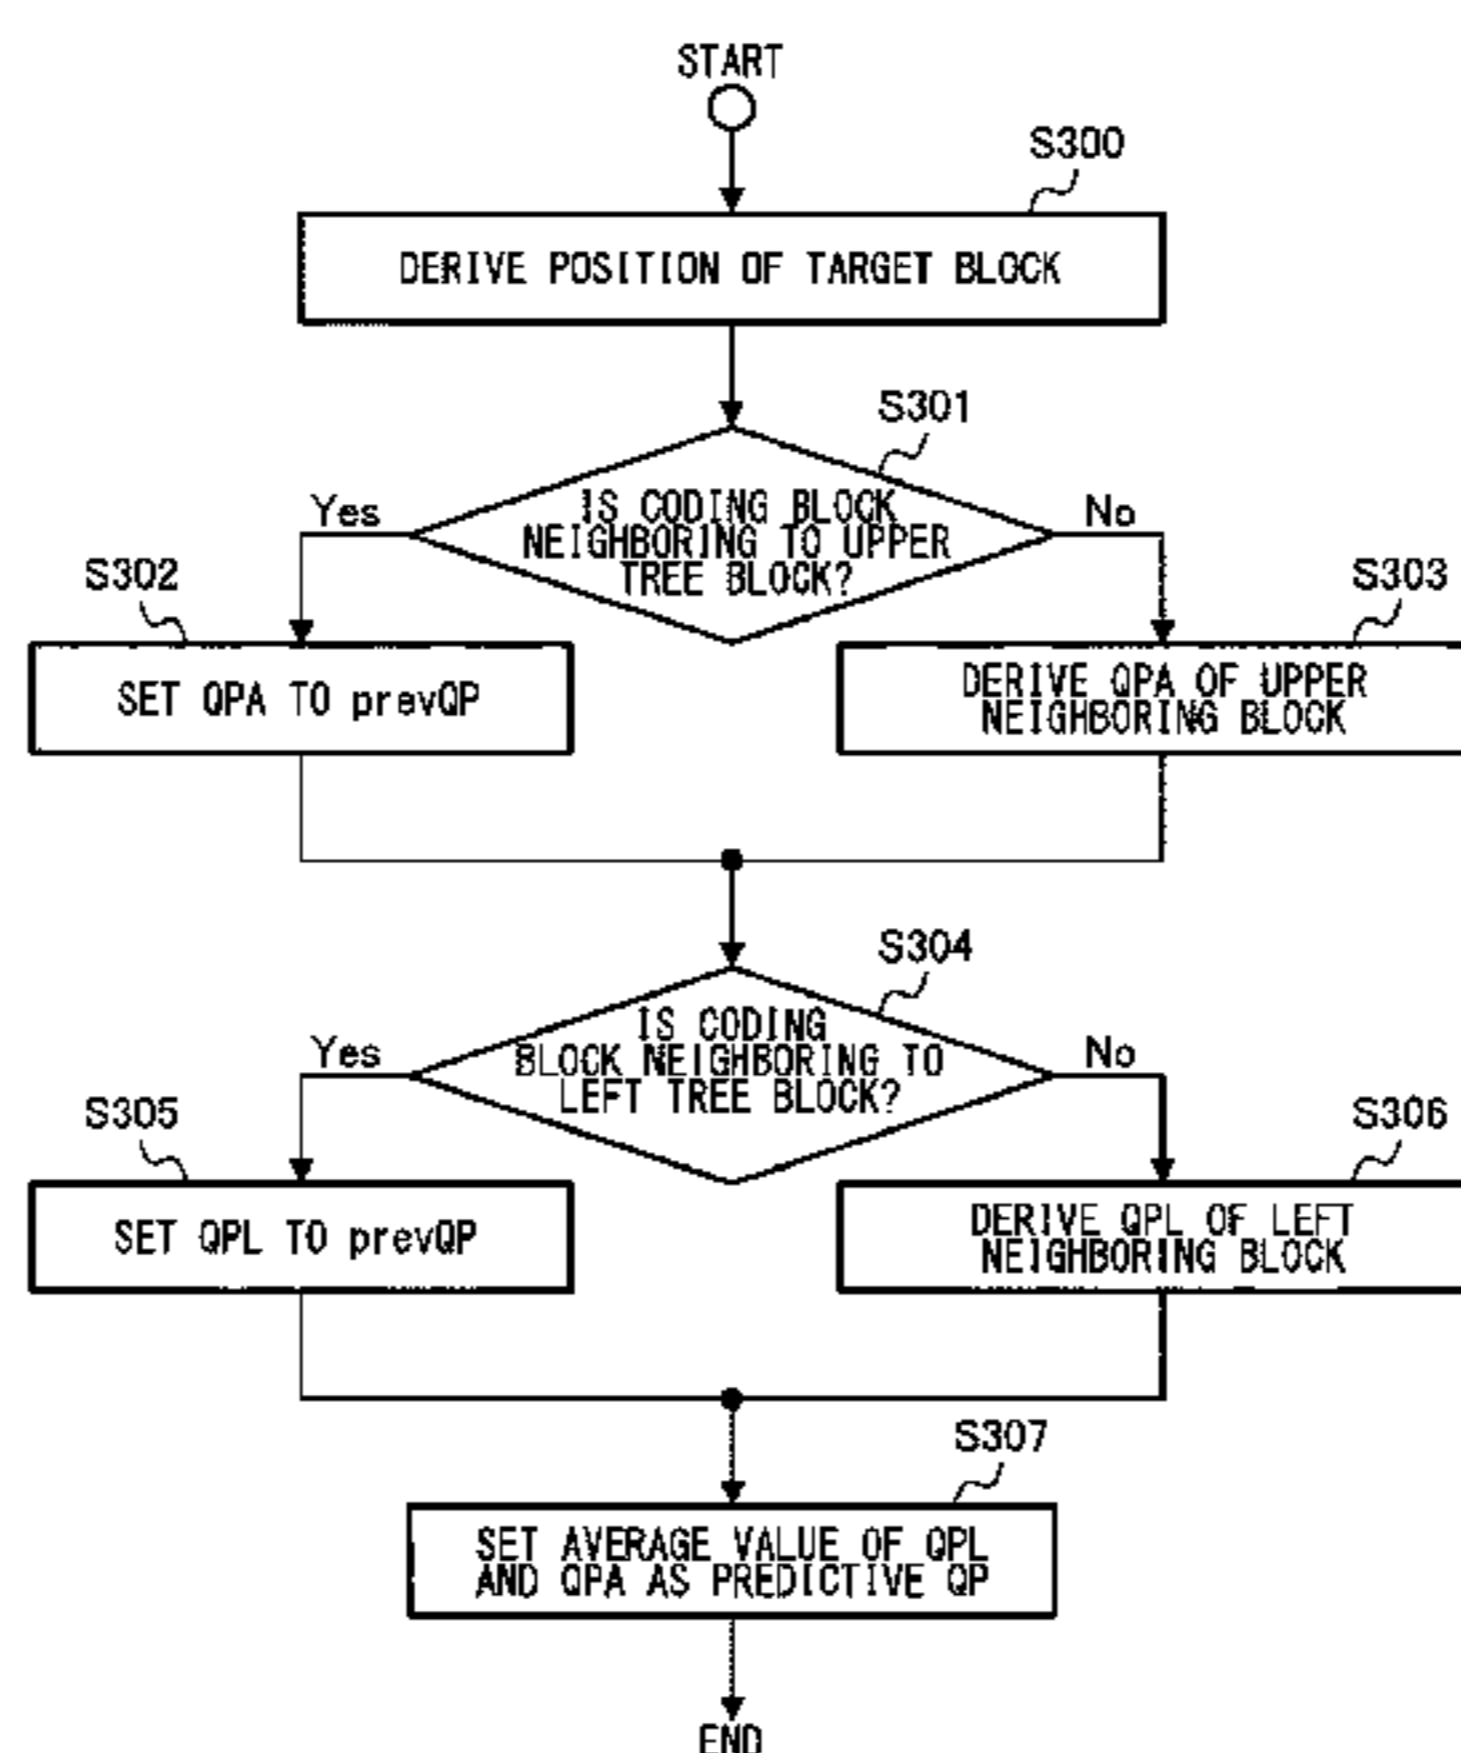 START
S300
DERIVE POSITION OF TARGET BLOCK
S301
IS CODING BLOCK
NEIGHBORING TO UPPER
TREE BLOCK?
Yes
No
S302
S303
SET QPA TO prevQP
DERIVE QPA OF UPPER
NEIGHBORING BLOCK
S304
IS CODING
BLOCK NEIGHBORING TO
LEFT TREE BLOCK?
Yes
No
S305
S306
SET QPL TO prevQP
DERIVE QPL OF LEFT
NEIGHBORING BLOCK
S307
SET AVERAGE VALUE OF QPL
AND QPA AS PREDICTIVE QP
END